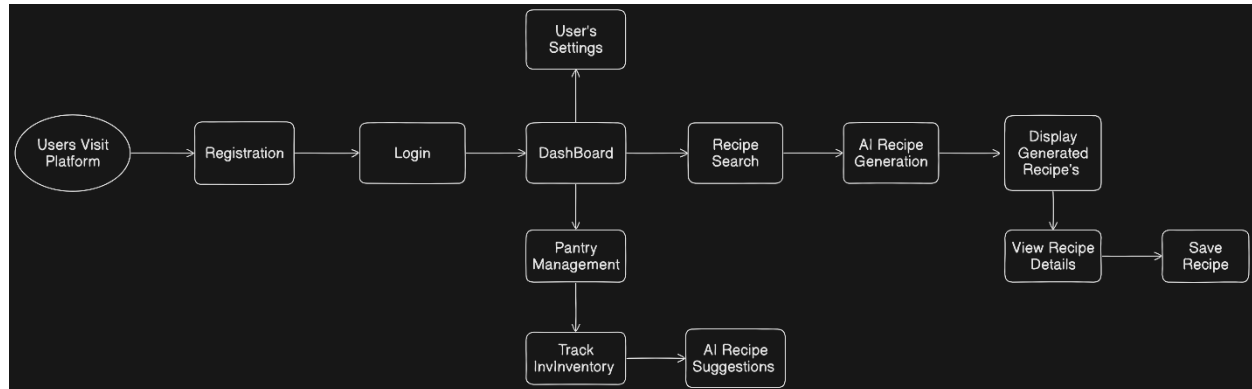 User's
Settings
Users Visit
Platform
Registration
Login
DashBoard
Recipe
Search
AI Recipe
Generation
Display
Generated
Recipe's
Pantry
Management
View Recipe
Details
Save
Recipe
Track
InvInventory
AI Recipe
Suggestions